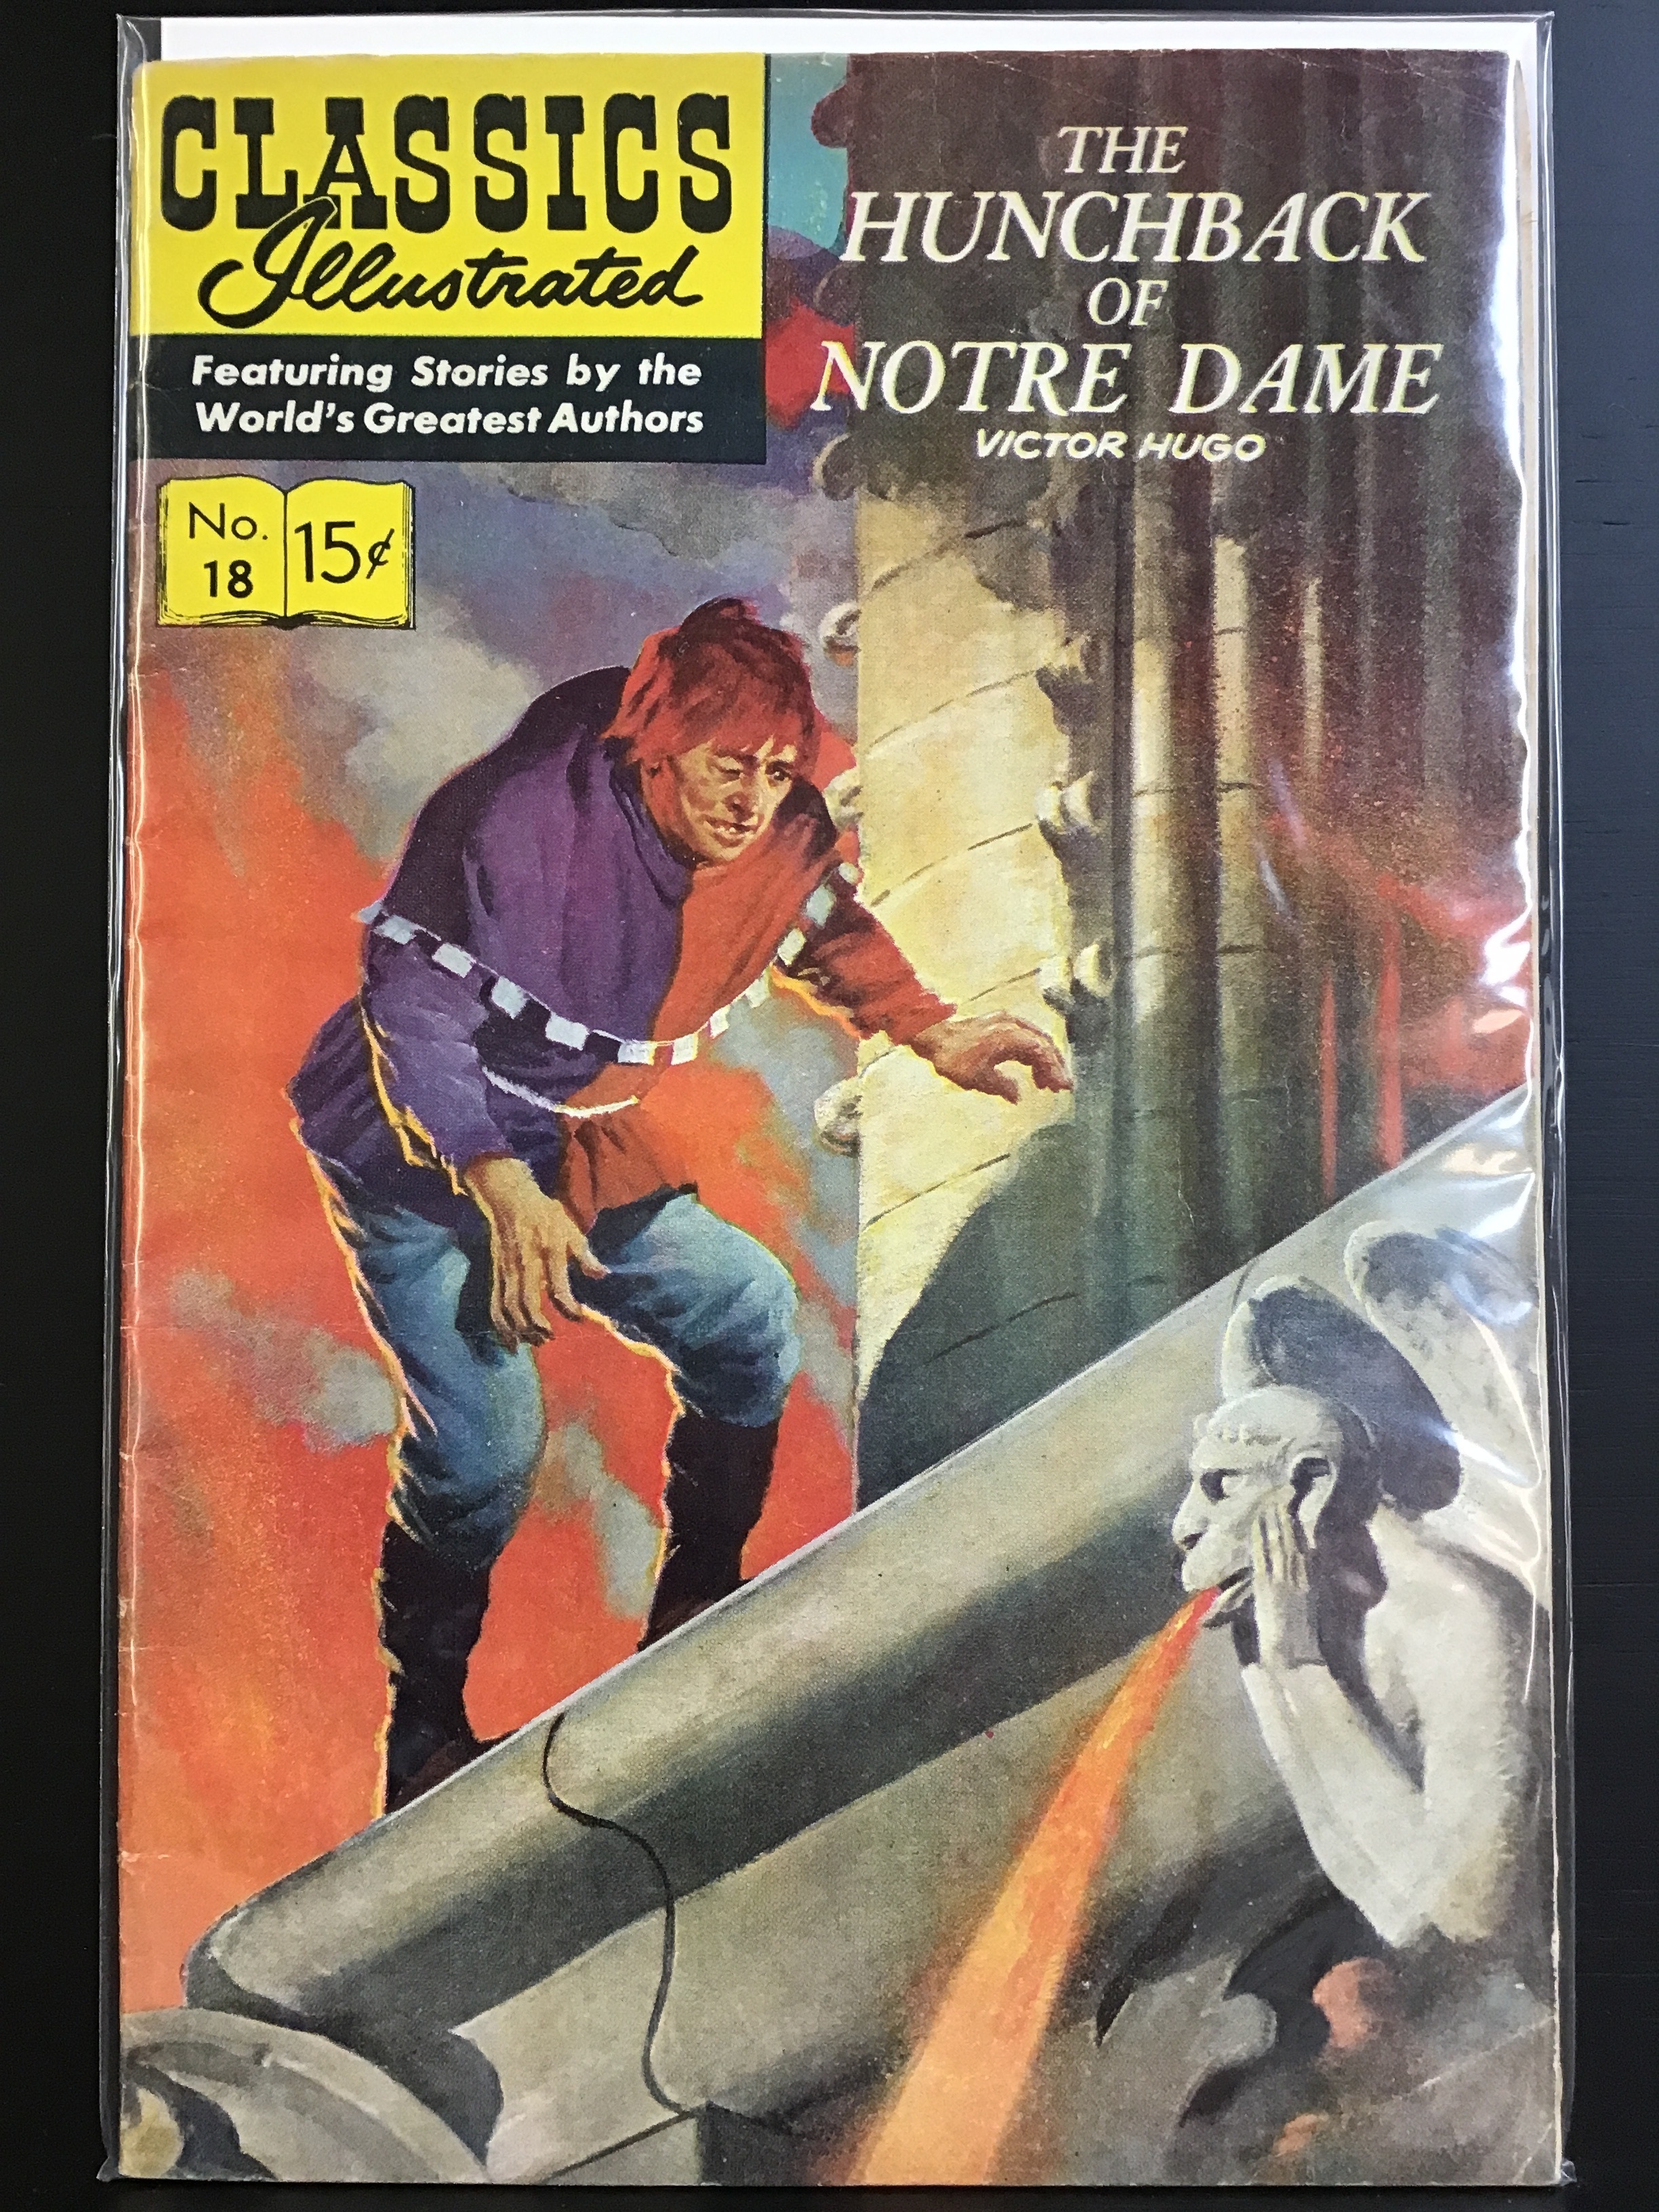 CLASSICS
Illustrated
Featuring Stories by the
World's Greatest Authors
No.
18
15¢
THE
HUNCHBACK
OF
NOTRE DAME
VICTOR HUGO